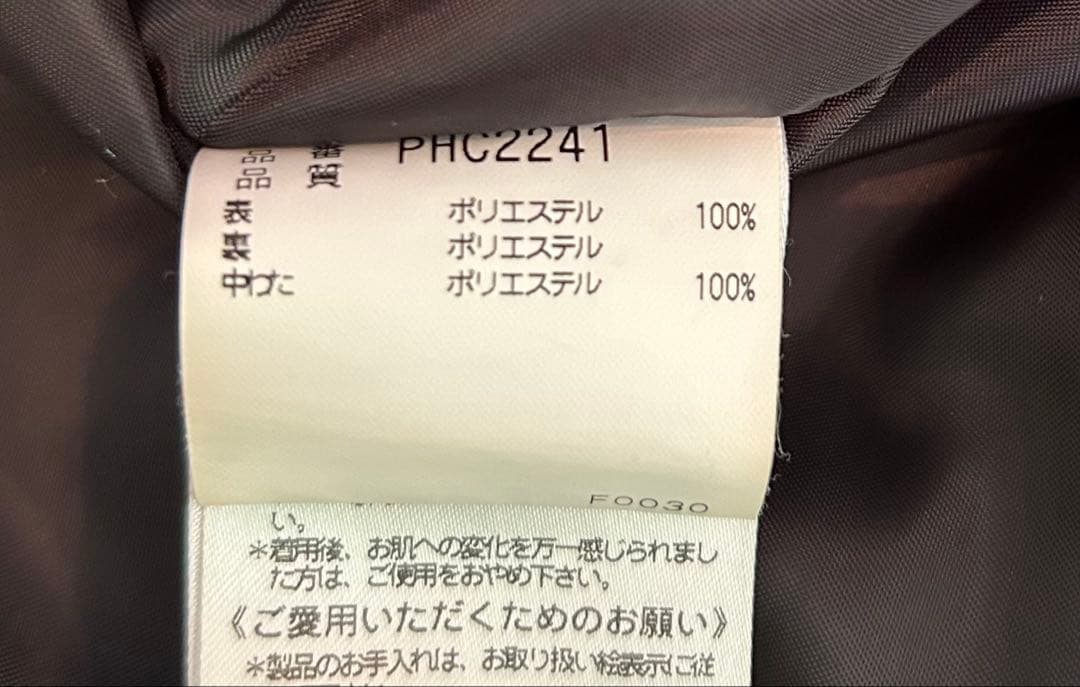 品番 PHC2241
品質
表 ポリエステル 100%
裏 ポリエステル
中わた ポリエステル 100%
F0030
い。
*着用後、お肌への変化を万一感じられまし
た方は、ご使用をおやめ下さい。
《ご愛用いただくためのお願い》
*製品のお手入れは、お取り扱い絵表示に従